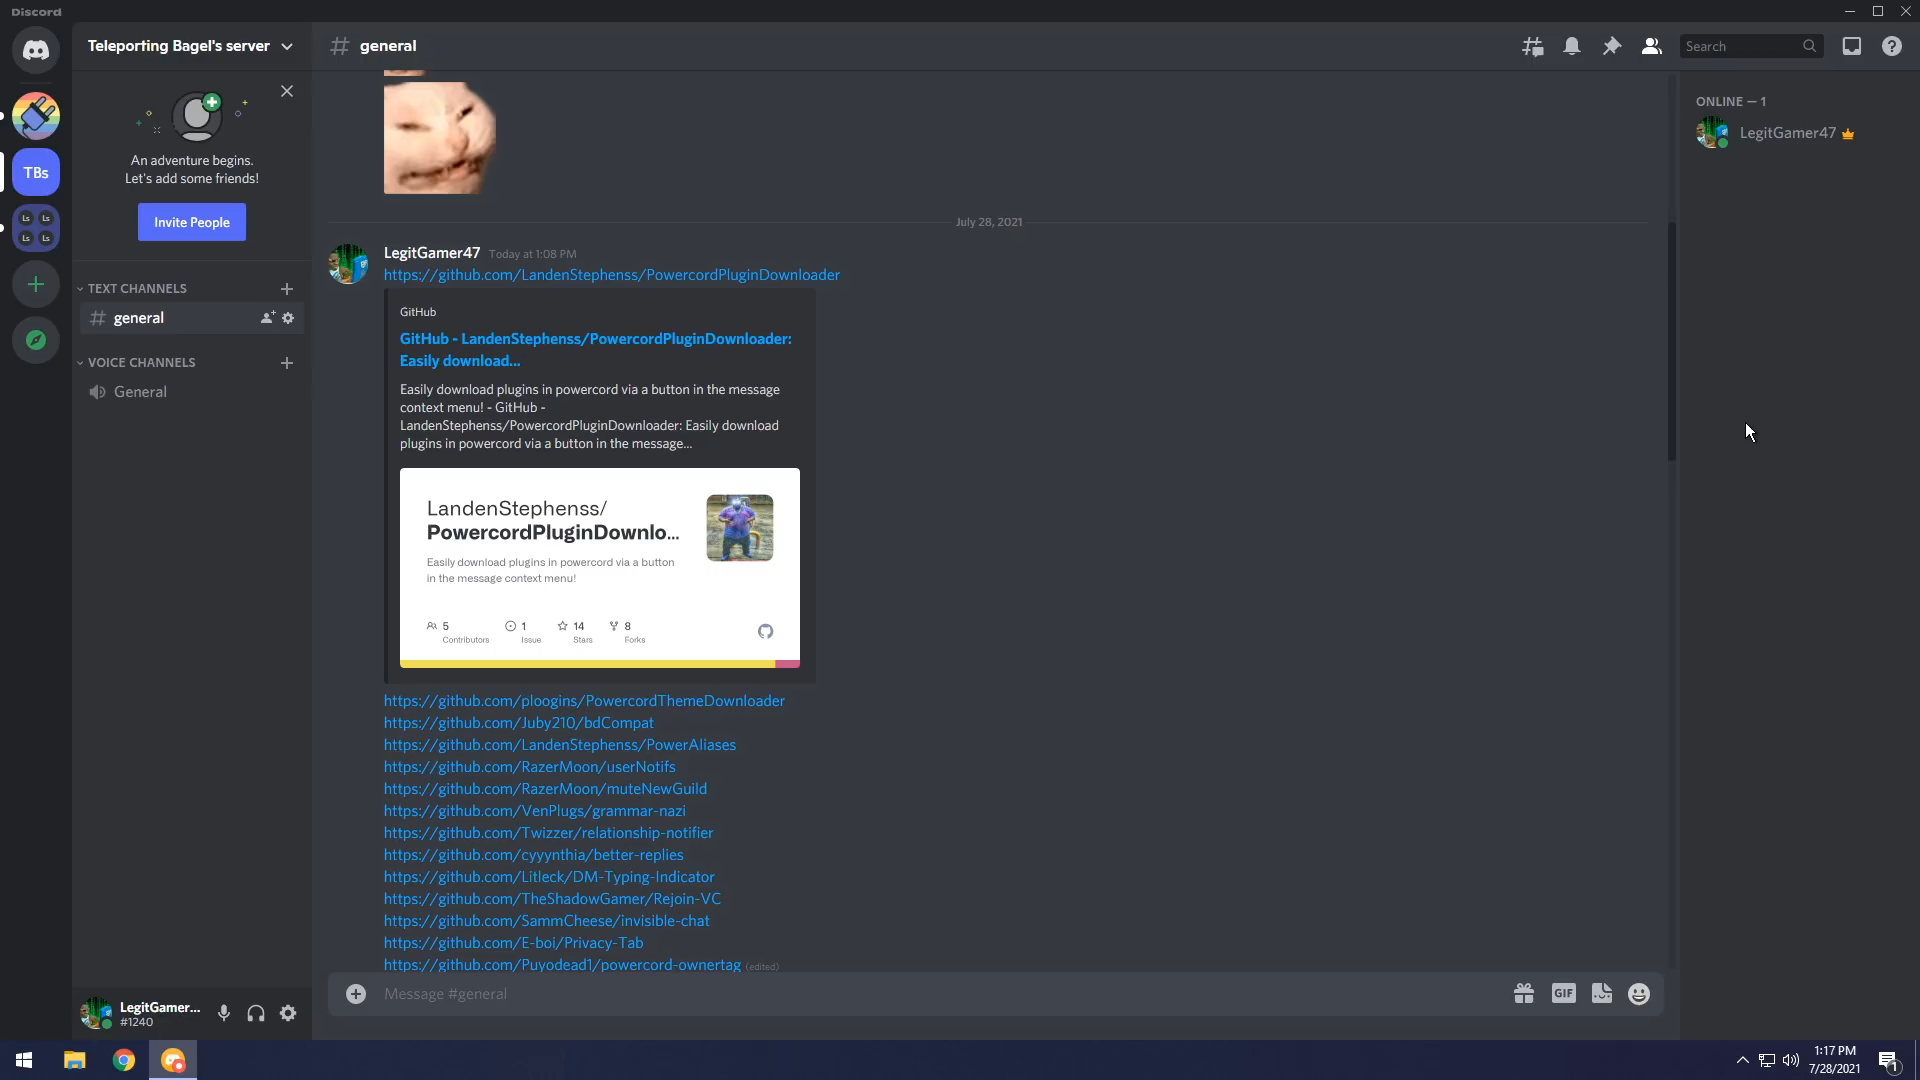 Discord
Teleporting Bagel's server
# general
Search
An adventure begins.
Let's add some friends!
Invite People
TBs
Ls Ls
Ls Ls
TEXT CHANNELS
# general
VOICE CHANNELS
General
July 28, 2021
LegitGamer47 Today at 1:08 PM
https://github.com/LandenStephenss/PowercordPluginDownloader
GitHub
GitHub - LandenStephenss/PowercordPluginDownloader:
Easily download...
Easily download plugins in powercord via a button in the message
context menu! - GitHub -
LandenStephenss/PowercordPluginDownloader: Easily download
plugins in powercord via a button in the message...
LandenStephenss/
PowercordPluginDownlo...
Easily download plugins in powercord via a button
in the message context menu!
5 1 14 8
Contributors Issue Stars Forks
https://github.com/ploogins/PowercordThemeDownloader
https://github.com/Juby210/bdCompat
https://github.com/LandenStephenss/PowerAliases
https://github.com/RazerMoon/userNotifs
https://github.com/RazerMoon/muteNewGuild
https://github.com/VenPlugs/grammar-nazi
https://github.com/Twizzer/relationship-notifier
https://github.com/cyyynthia/better-replies
https://github.com/Litleck/DM-Typing-Indicator
https://github.com/TheShadowGamer/Rejoin-VC
https://github.com/SammCheese/invisible-chat
https://github.com/E-boi/Privacy-Tab
https://github.com/Puyodead1/powercord-ownertag (edited)
Message #general
GIF
ONLINE — 1
LegitGamer47
LegitGamer...
#1240
1:17 PM
7/28/2021
1